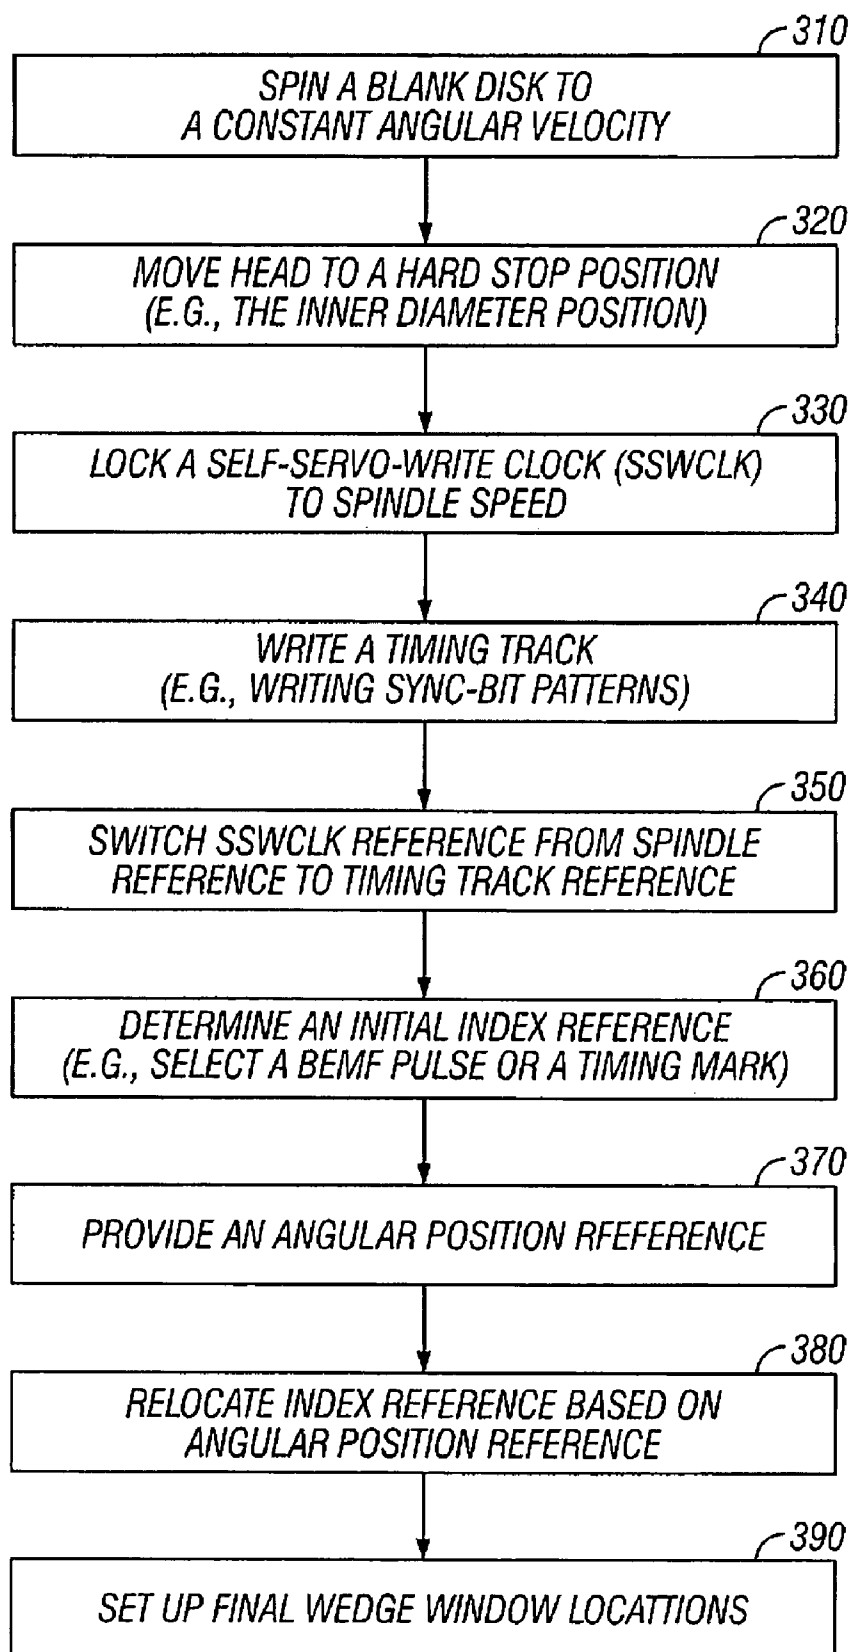 310
SPIN A BLANK DISK TO
A CONSTANT ANGULAR VELOCITY
320
MOVE HEAD TO A HARD STOP POSITION
(E.G., THE INNER DIAMETER POSITION)
330
LOCK A SELF-SERVO-WRITE CLOCK (SSWCLK)
TO SPINDLE SPEED
340
WRITE A TIMING TRACK
(E.G., WRITING SYNC-BIT PATTERNS)
350
SWITCH SSWCLK REFERENCE FROM SPINDLE
REFERENCE TO TIMING TRACK REFERENCE
360
DETERMINE AN INITIAL INDEX REFERENCE
(E.G., SELECT A BEMF PULSE OR A TIMING MARK)
370
PROVIDE AN ANGULAR POSITION RFEFERENCE
380
RELOCATE INDEX REFERENCE BASED ON
ANGULAR POSITION REFERENCE
390
SET UP FINAL WEDGE WINDOW LOCATTIONS